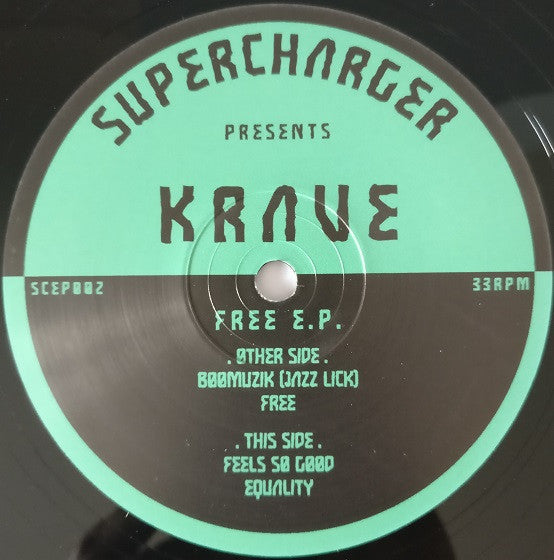 SUPERCHARGER
PRESENTS
KRAVE
SCEP002
33RPM
FREE E.P.
. OTHER SIDE .
BOOMUZIK (JAZZ LICK)
FREE
. THIS SIDE .
FEELS SO GOOD
EQUALITY